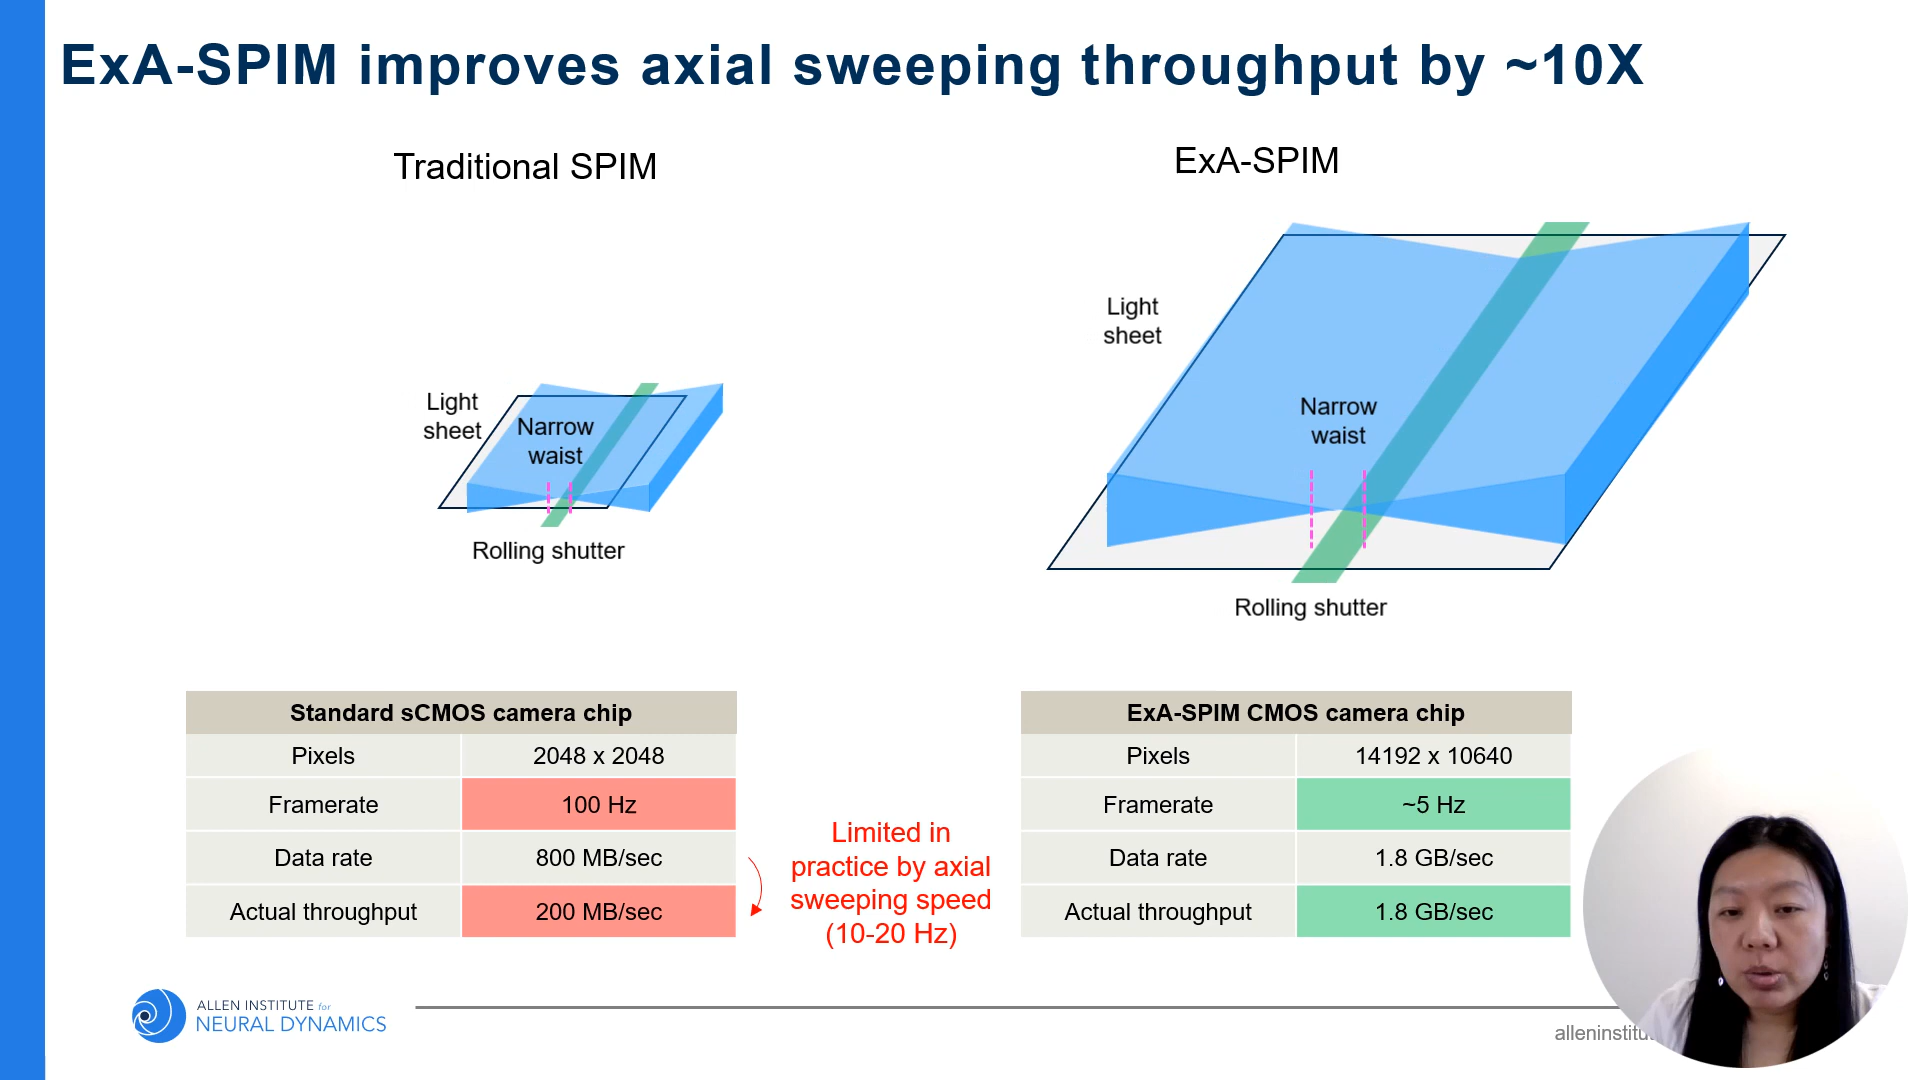 ExA-SPIM improves axial sweeping throughput by ~10X
Traditional SPIM
Light
sheet
Narrow
waist
Rolling shutter
ExA-SPIM
Light
sheet
Narrow
waist
Rolling shutter
Standard sCMOS camera chip
Pixels 2048 x 2048
Framerate 100 Hz
Data rate 800 MB/sec
Actual throughput 200 MB/sec
Limited in
practice by axial
sweeping speed
(10-20 Hz)
ExA-SPIM CMOS camera chip
Pixels 14192 x 10640
Framerate ~5 Hz
Data rate 1.8 GB/sec
Actual throughput 1.8 GB/sec
ALLEN INSTITUTE for
NEURAL DYNAMICS